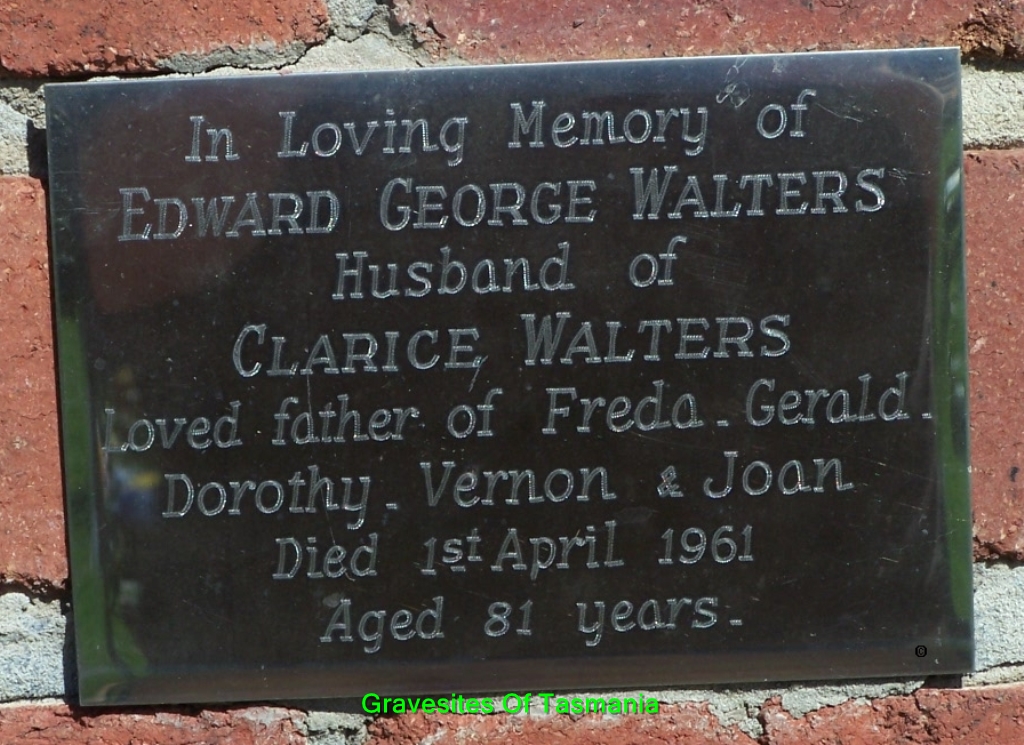 In Loving Memory of
EDWARD GEORGE WALTERS
Husband of
CLARICE WALTERS
Loved father of Freda - Gerald -
Dorothy - Vernon & Joan
Died 1st April 1961
Aged 81 years -
©
Gravesites Of Tasmania